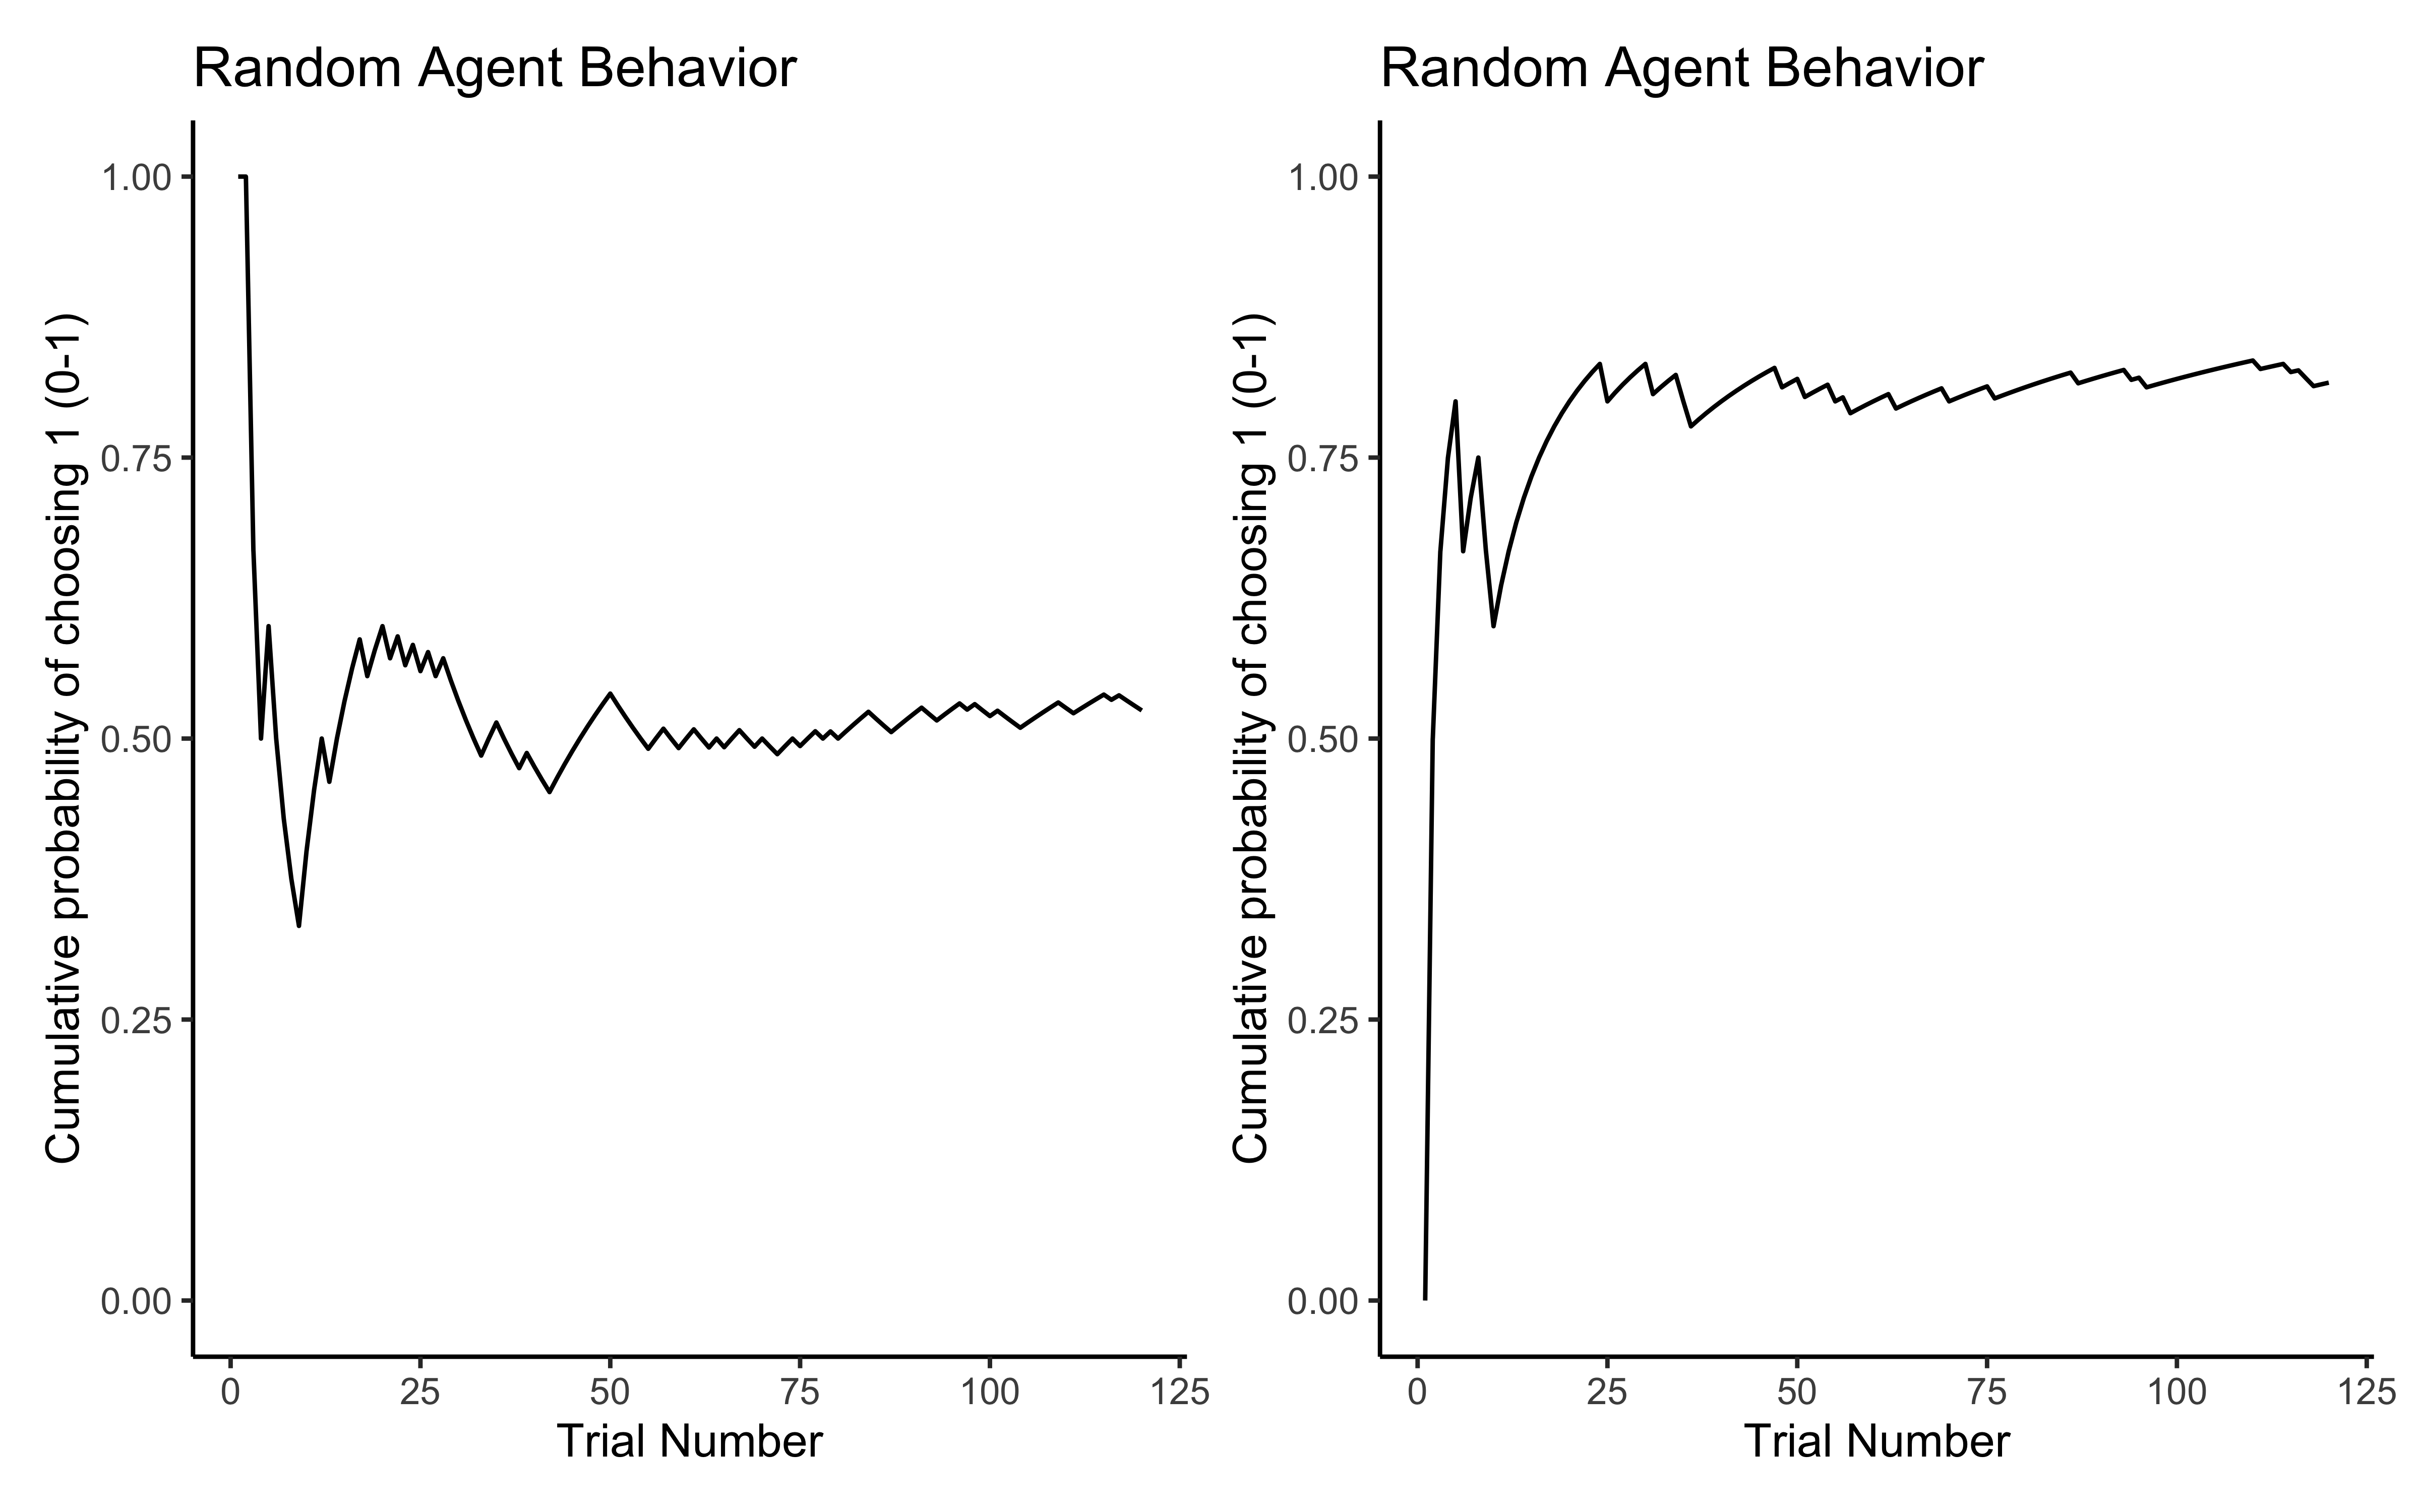 Random Agent Behavior
Cumulative probability of choosing 1 (0-1)
1.00
0.75
0.50
0.25
0.00
0 25 50 75 100 125
Trial Number
Random Agent Behavior
Cumulative probability of choosing 1 (0-1)
1.00
0.75
0.50
0.25
0.00
0 25 50 75 100 125
Trial Number